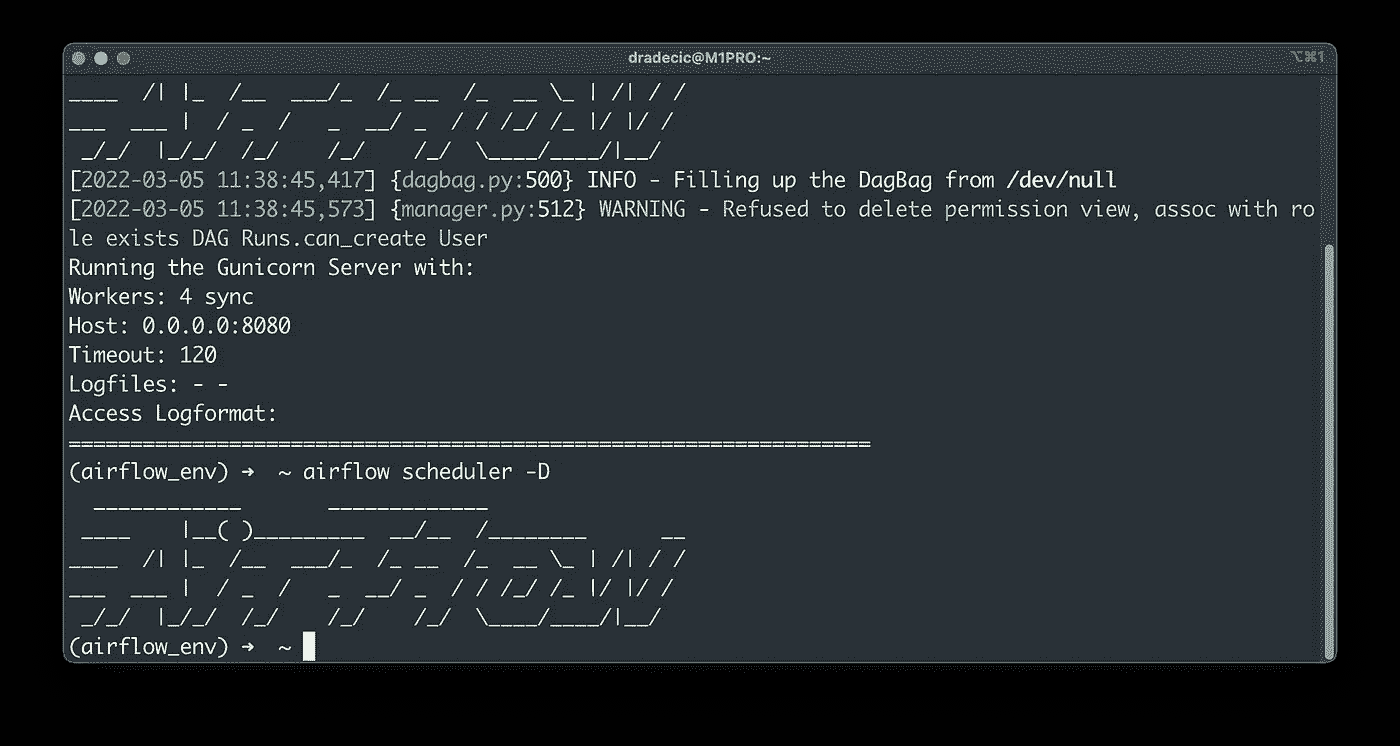 dradecic@M1PRO:~
⌥⌘1
____  /| |_  /__  ___/_  /_ __  /_  __ \_ | /| / /
___  ___ |  / _  /   _  __/ _  / / /_/ /_ |/ |/ /
 _/_/  |_/_/  /_/    /_/    /_/  \____/____/|__/
[2022-03-05 11:38:45,417] {dagbag.py:500} INFO - Filling up the DagBag from /dev/null
[2022-03-05 11:38:45,573] {manager.py:512} WARNING - Refused to delete permission view, assoc with ro
le exists DAG Runs.can_create User
Running the Gunicorn Server with:
Workers: 4 sync
Host: 0.0.0.0:8080
Timeout: 120
Logfiles: - -
Access Logformat:
=================================================================
(airflow_env) ➜  ~ airflow scheduler -D
  ____________       _____________
 ____    |__( )_________  __/__  /________      __
____  /| |_  /__  ___/_  /_ __  /_  __ \_ | /| / /
___  ___ |  / _  /   _  __/ _  / / /_/ /_ |/ |/ /
 _/_/  |_/_/  /_/    /_/    /_/  \____/____/|__/
(airflow_env) ➜  ~